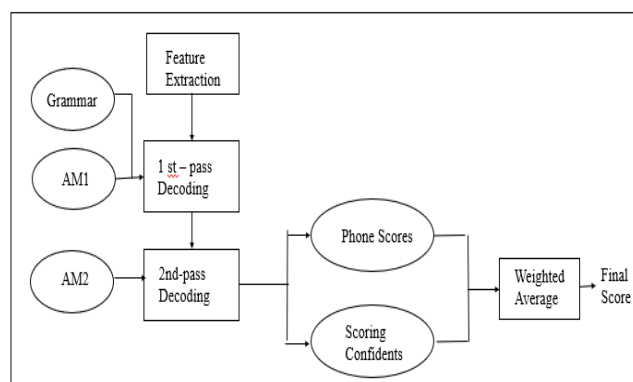 Feature
Extraction
Grammar
1 st – pass
Decoding
AM1
AM2
2nd-pass
Decoding
Phone Scores
Scoring
Confidents
Weighted
Average
Final
Score